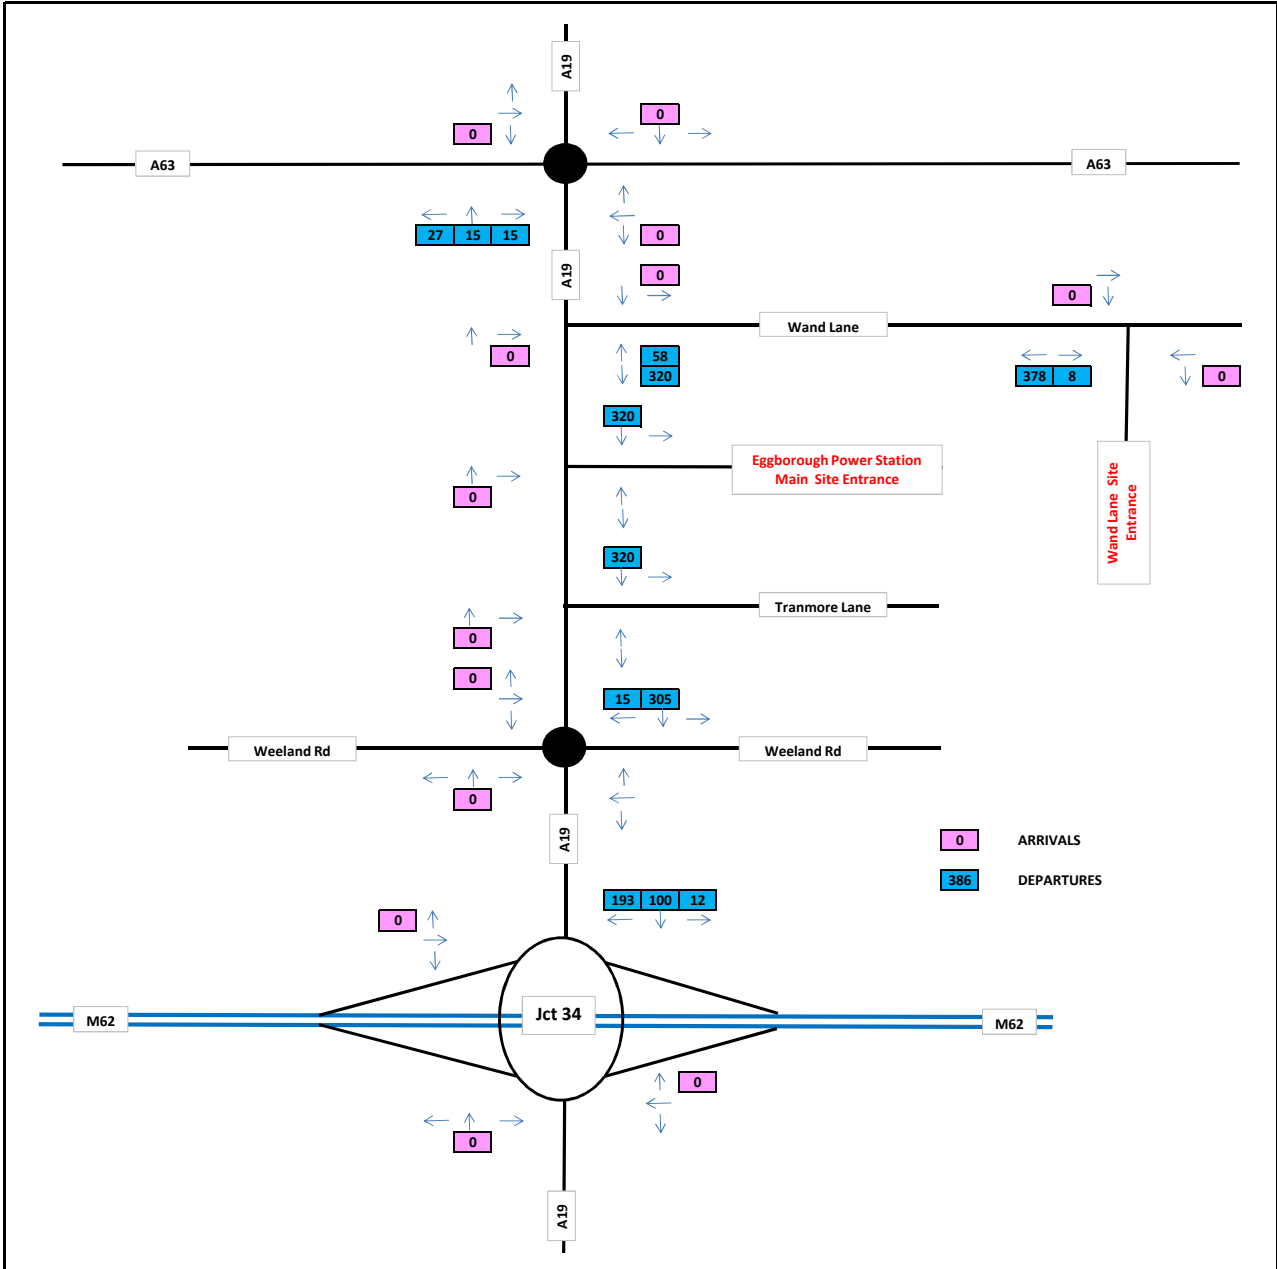 A19
0
0
A63
A63
27 15 15
0
A19
0
0
Wand Lane
0
58
320
378 8
0
320
Eggborough Power Station
Main Site Entrance
0
Wand Lane Site
Entrance
320
Tranmore Lane
0
0
15 305
Weeland Rd
Weeland Rd
0
A19
0 ARRIVALS
386 DEPARTURES
193 100 12
0
Jct 34
M62
M62
0
0
A19